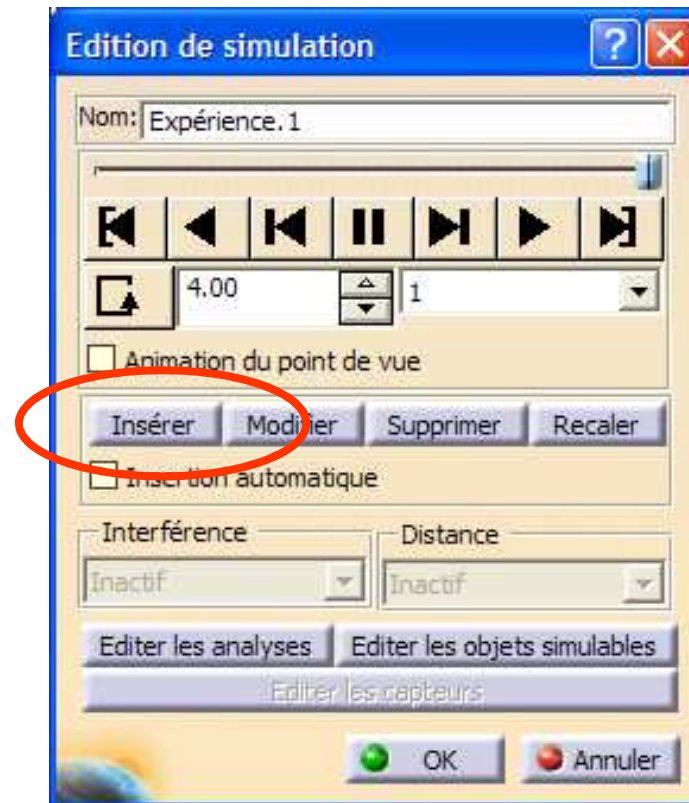 Edition de simulation
Nom: Expérience.1
4.00 1
Animation du point de vue
Insérer Modifier Supprimer Recaler
Insertion automatique
Interférence Distance
Inactif Inactif
Editer les analyses Editer les objets simulables
Editer les capteurs
OK Annuler